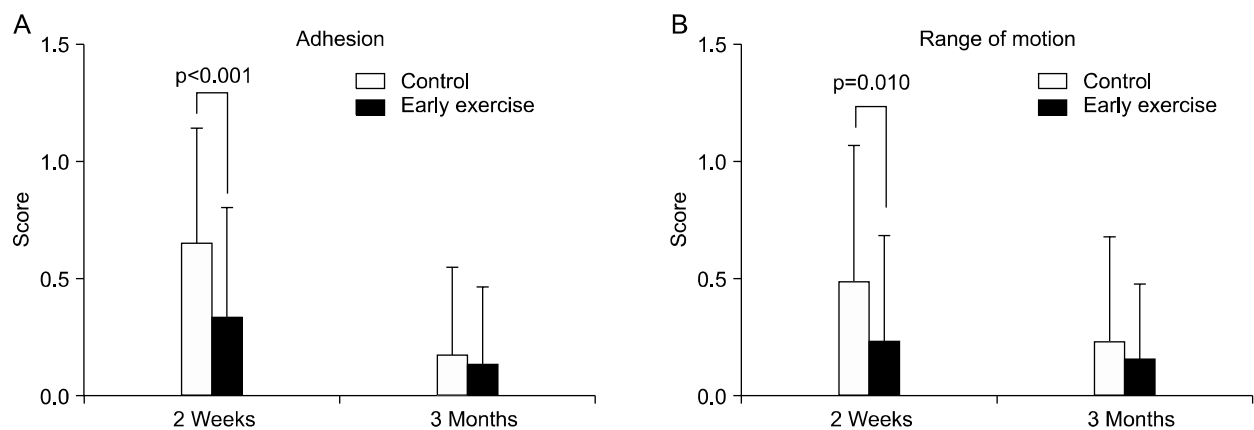 A
Adhesion
1.5
p<0.001
Control
Early exercise
1.0
Score
0.5
0.0
2 Weeks
3 Months
B
Range of motion
1.5
p=0.010
Control
Early exercise
1.0
Score
0.5
0.0
2 Weeks
3 Months